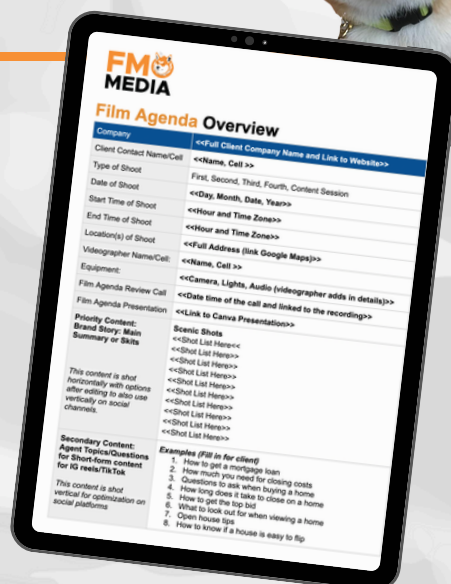 FMO
MEDIA
Film Agenda Overview
Company <<Full Client Company Name and Link to Website>>
Client Contact Name/Cell <<Name, Cell >>
Type of Shoot First, Second, Third, Fourth, Content Session
Date of Shoot <<Day, Month, Date, Year>>
Start Time of Shoot <<Hour and Time Zone>>
End Time of Shoot <<Hour and Time Zone>>
Location(s) of Shoot <<Full Address (link Google Maps)>>
Videographer Name/Cell: <<Name, Cell >>
Equipment: <<Camera, Lights, Audio (videographer adds in details)>>
Film Agenda Review Call <<Date time of the call and linked to the recording>>
Film Agenda Presentation <<Link to Canva Presentation>>
Priority Content:
Brand Story: Main
Summary or Skits
This content is shot
horizontally with options
after editing to also use
vertically on social
channels.
Scenic Shots
<<Shot List Here<<
<<Shot List Here>>
<<Shot List Here>>
<<Shot List Here>>
<<Shot List Here>>
<<Shot List Here>>
<<Shot List Here>>
<<Shot List Here>>
<<Shot List Here>>
<<Shot List Here>>
Secondary Content:
Agent Topics/Questions
for Short-form content
for IG reels/TikTok
This content is shot
vertical for optimization on
social platforms
Examples (Fill in for client)
1. How to get a mortgage loan
2. How much you need for closing costs
3. Questions to ask when buying a home
4. How long does it take to close on a home
5. How to get the top bid
6. What to look out for when viewing a home
7. Open house tips
8. How to know if a house is easy to flip